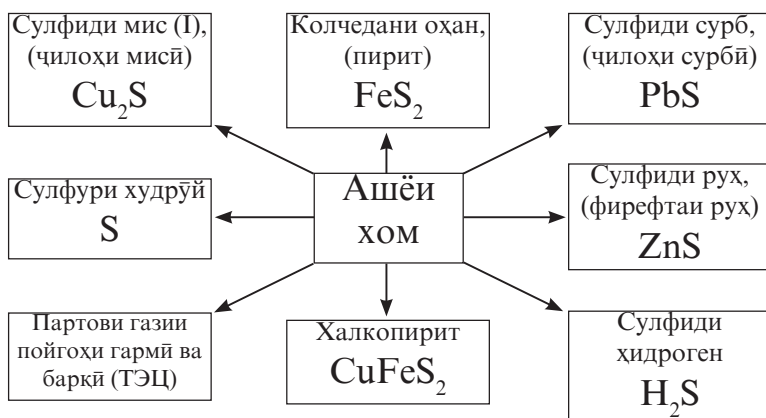 Сулфиди мис (I),
(ҷилоҳи мисӣ)
Cu₂S
Колчедани оҳан,
(пирит)
FeS₂
Сулфиди сурб,
(ҷилоҳи сурбӣ)
PbS
Сулфури худрӯй
S
Ашёи
хом
Сулфиди руҳ,
(фирефтаи руҳ)
ZnS
Партови газии
пойгоҳи гармӣ ва
барқӣ (ТЭЦ)
Халкопирит
CuFeS₂
Сулфиди
ҳидроген
H₂S